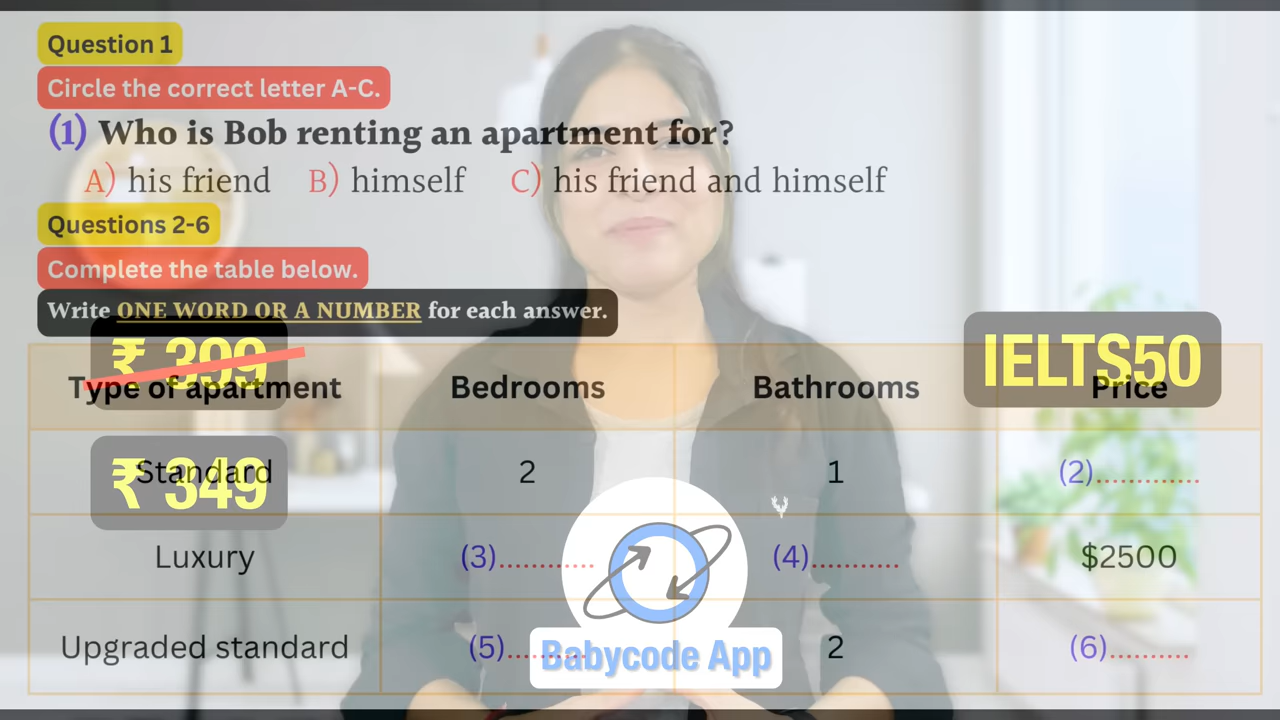 Question 1
Circle the correct letter A-C.
(1) Who is Bob renting an apartment for?
A) his friend B) himself C) his friend and himself
Questions 2-6
Complete the table below.
Write ONE WORD OR A NUMBER for each answer.
₹ 399
IELTS50
Type of apartment Bedrooms Bathrooms Price
₹ 349
Standard 2 1 (2).............
Luxury (3)............ (4)........... $2500
Upgraded standard (5).......... 2 (6)..........
Babycode App